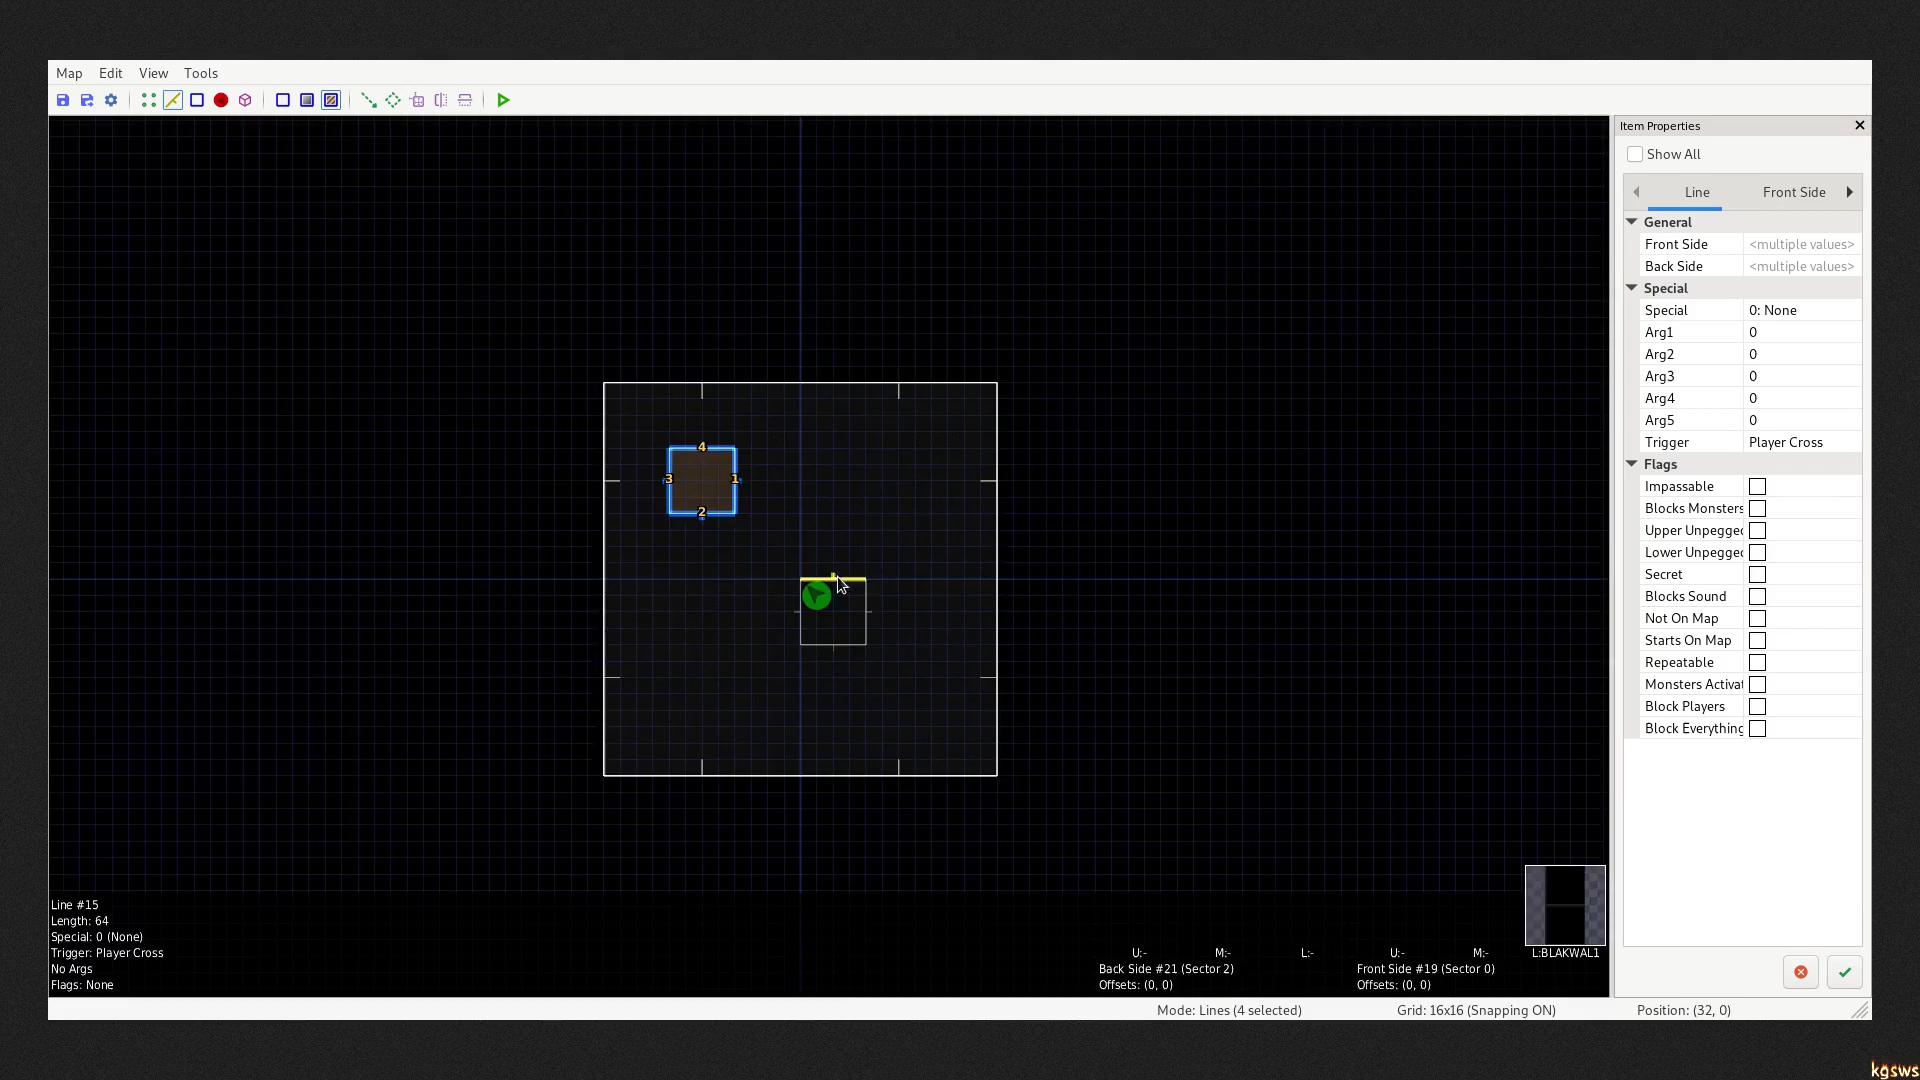 Map Edit View Tools
Item Properties
Show All
Line Front Side
General
Front Side <multiple values>
Back Side <multiple values>
Special
Special 0: None
Arg1 0
Arg2 0
Arg3 0
Arg4 0
Arg5 0
Trigger Player Cross
Flags
Impassable
Blocks Monsters
Upper Unpegged
Lower Unpegged
Secret
Blocks Sound
Not On Map
Starts On Map
Repeatable
Monsters Activat
Block Players
Block Everything
4
3 1
2
Line #15
Length: 64
Special: 0 (None)
Trigger: Player Cross
No Args
Flags: None
U:- M:- L:- U:- M:- L:BLAKWAL1
Back Side #21 (Sector 2) Front Side #19 (Sector 0)
Offsets: (0, 0) Offsets: (0, 0)
Mode: Lines (4 selected) Grid: 16x16 (Snapping ON) Position: (32, 0)
kgsws